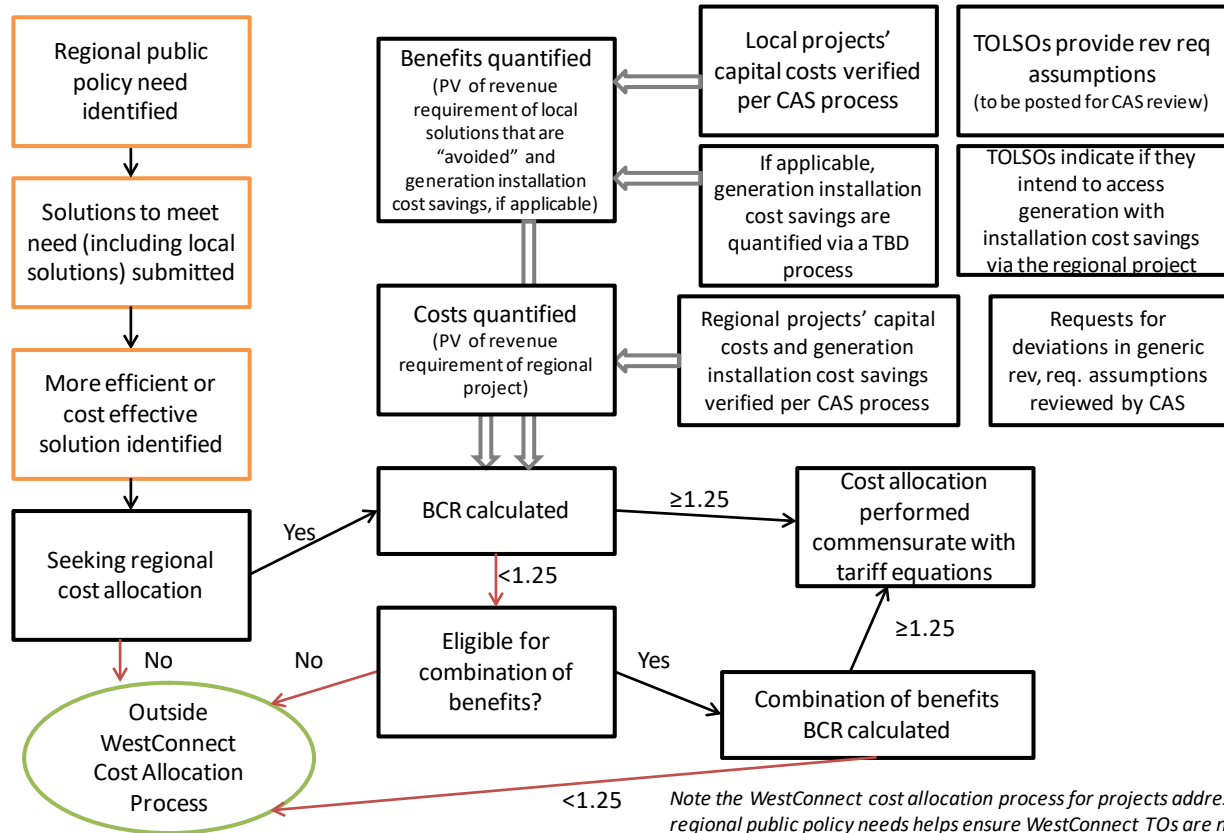 Regional public
policy need
identified
Solutions to meet
need (including local
solutions) submitted
More efficient or
cost effective
solution identified
Seeking regional
cost allocation
Yes
No
Outside
WestConnect
Cost Allocation
Process
Benefits quantified
(PV of revenue
requirement of local
solutions that are
“avoided” and
generation installation
cost savings, if applicable)
Costs quantified
(PV of revenue
requirement of regional
project)
BCR calculated
≥1.25
<1.25
Eligible for
combination of
benefits?
No
Yes
Combination of benefits
BCR calculated
≥1.25
<1.25
Cost allocation
performed
commensurate with
tariff equations
Local projects’
capital costs verified
per CAS process
TOLSOs provide rev req
assumptions
(to be posted for CAS review)
If applicable,
generation installation
cost savings are
quantified via a TBD
process
TOLSOs indicate if they
intend to access
generation with
installation cost savings
via the regional project
Regional projects’ capital
costs and generation
installation cost savings
verified per CAS process
Requests for
deviations in generic
rev, req. assumptions
reviewed by CAS
Note the WestConnect cost allocation process for projects
regional public policy needs helps ensure WestConnect TOs are